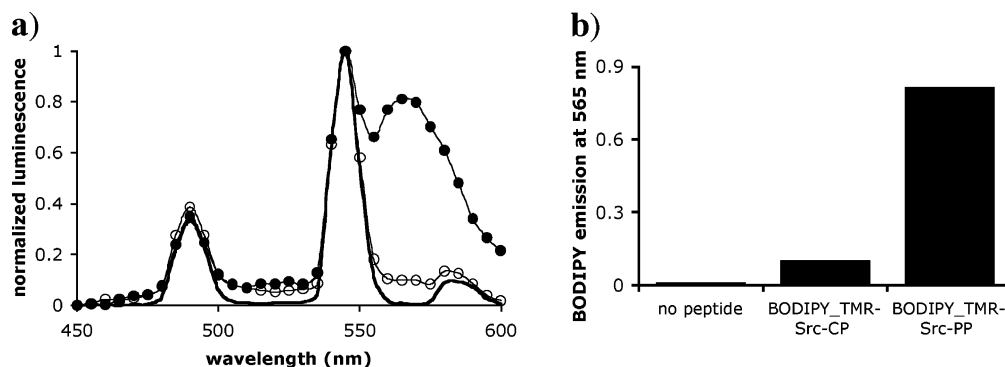 a)
normalized luminescence
1
0.8
0.6
0.4
0.2
0
450 500 550 600
wavelength (nm)
b)
BODIPY emission at 565 nm
0.9
0.6
0.3
0
no peptide
BODIPY_TMR-
Src-CP
BODIPY_TMR-
Src-PP